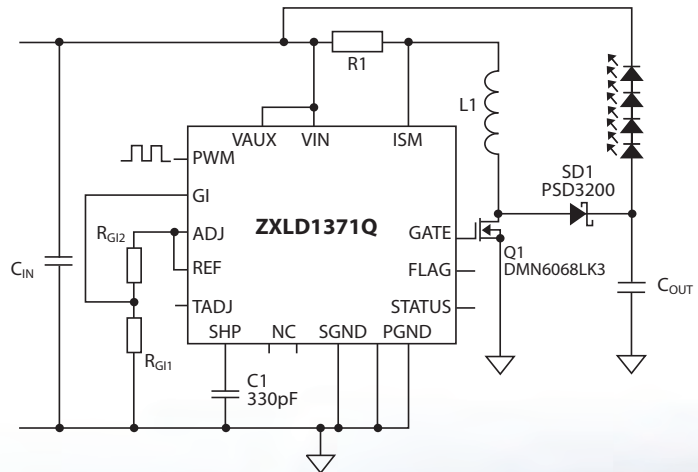 R1
L1
VAUX VIN ISM
SD1
PSD3200
PWM
GI
ZXLD1371Q
RGI2
ADJ
GATE
Q1
DMN6068LK3
CIN
REF
FLAG
COUT
TADJ
STATUS
SHP NC SGND PGND
RGI1
C1
330pF